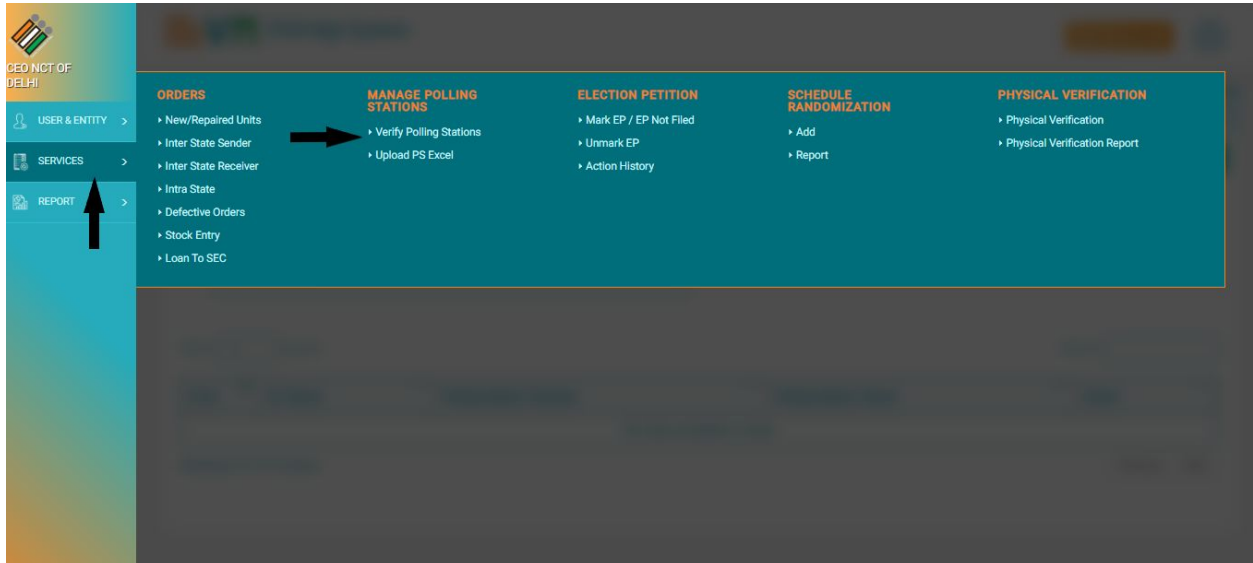 CEO NCT OF
DELHI
USER & ENTITY
SERVICES
REPORT
ORDERS
New/Repaired Units
Inter State Sender
Inter State Receiver
Intra State
Defective Orders
Stock Entry
Loan To SEC
MANAGE POLLING
STATIONS
Verify Polling Stations
Upload PS Excel
ELECTION PETITION
Mark EP / EP Not Filed
Unmark EP
Action History
SCHEDULE
RANDOMIZATION
Add
Report
PHYSICAL VERIFICATION
Physical Verification
Physical Verification Report